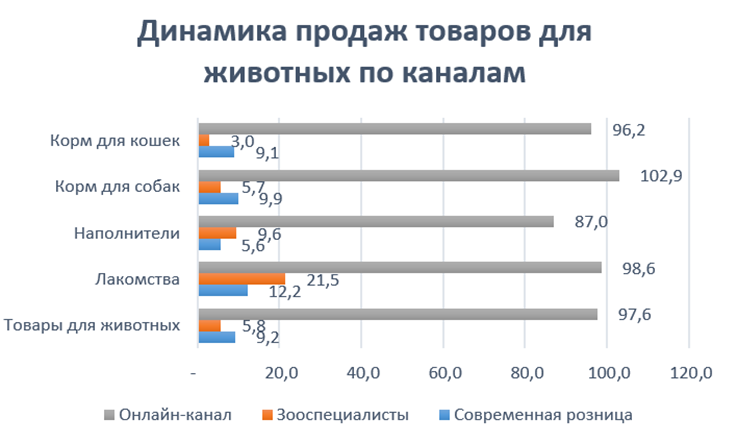 Динамика продаж товаров для
животных по каналам
Корм для кошек
96,2
3,0
9,1
Корм для собак
102,9
5,7
9,9
Наполнители
87,0
9,6
5,6
Лакомства
98,6
21,5
12,2
Товары для животных
97,6
5,8
9,2
- 20,0 40,0 60,0 80,0 100,0 120,0
Онлайн-канал Зооспециалисты Современная розница